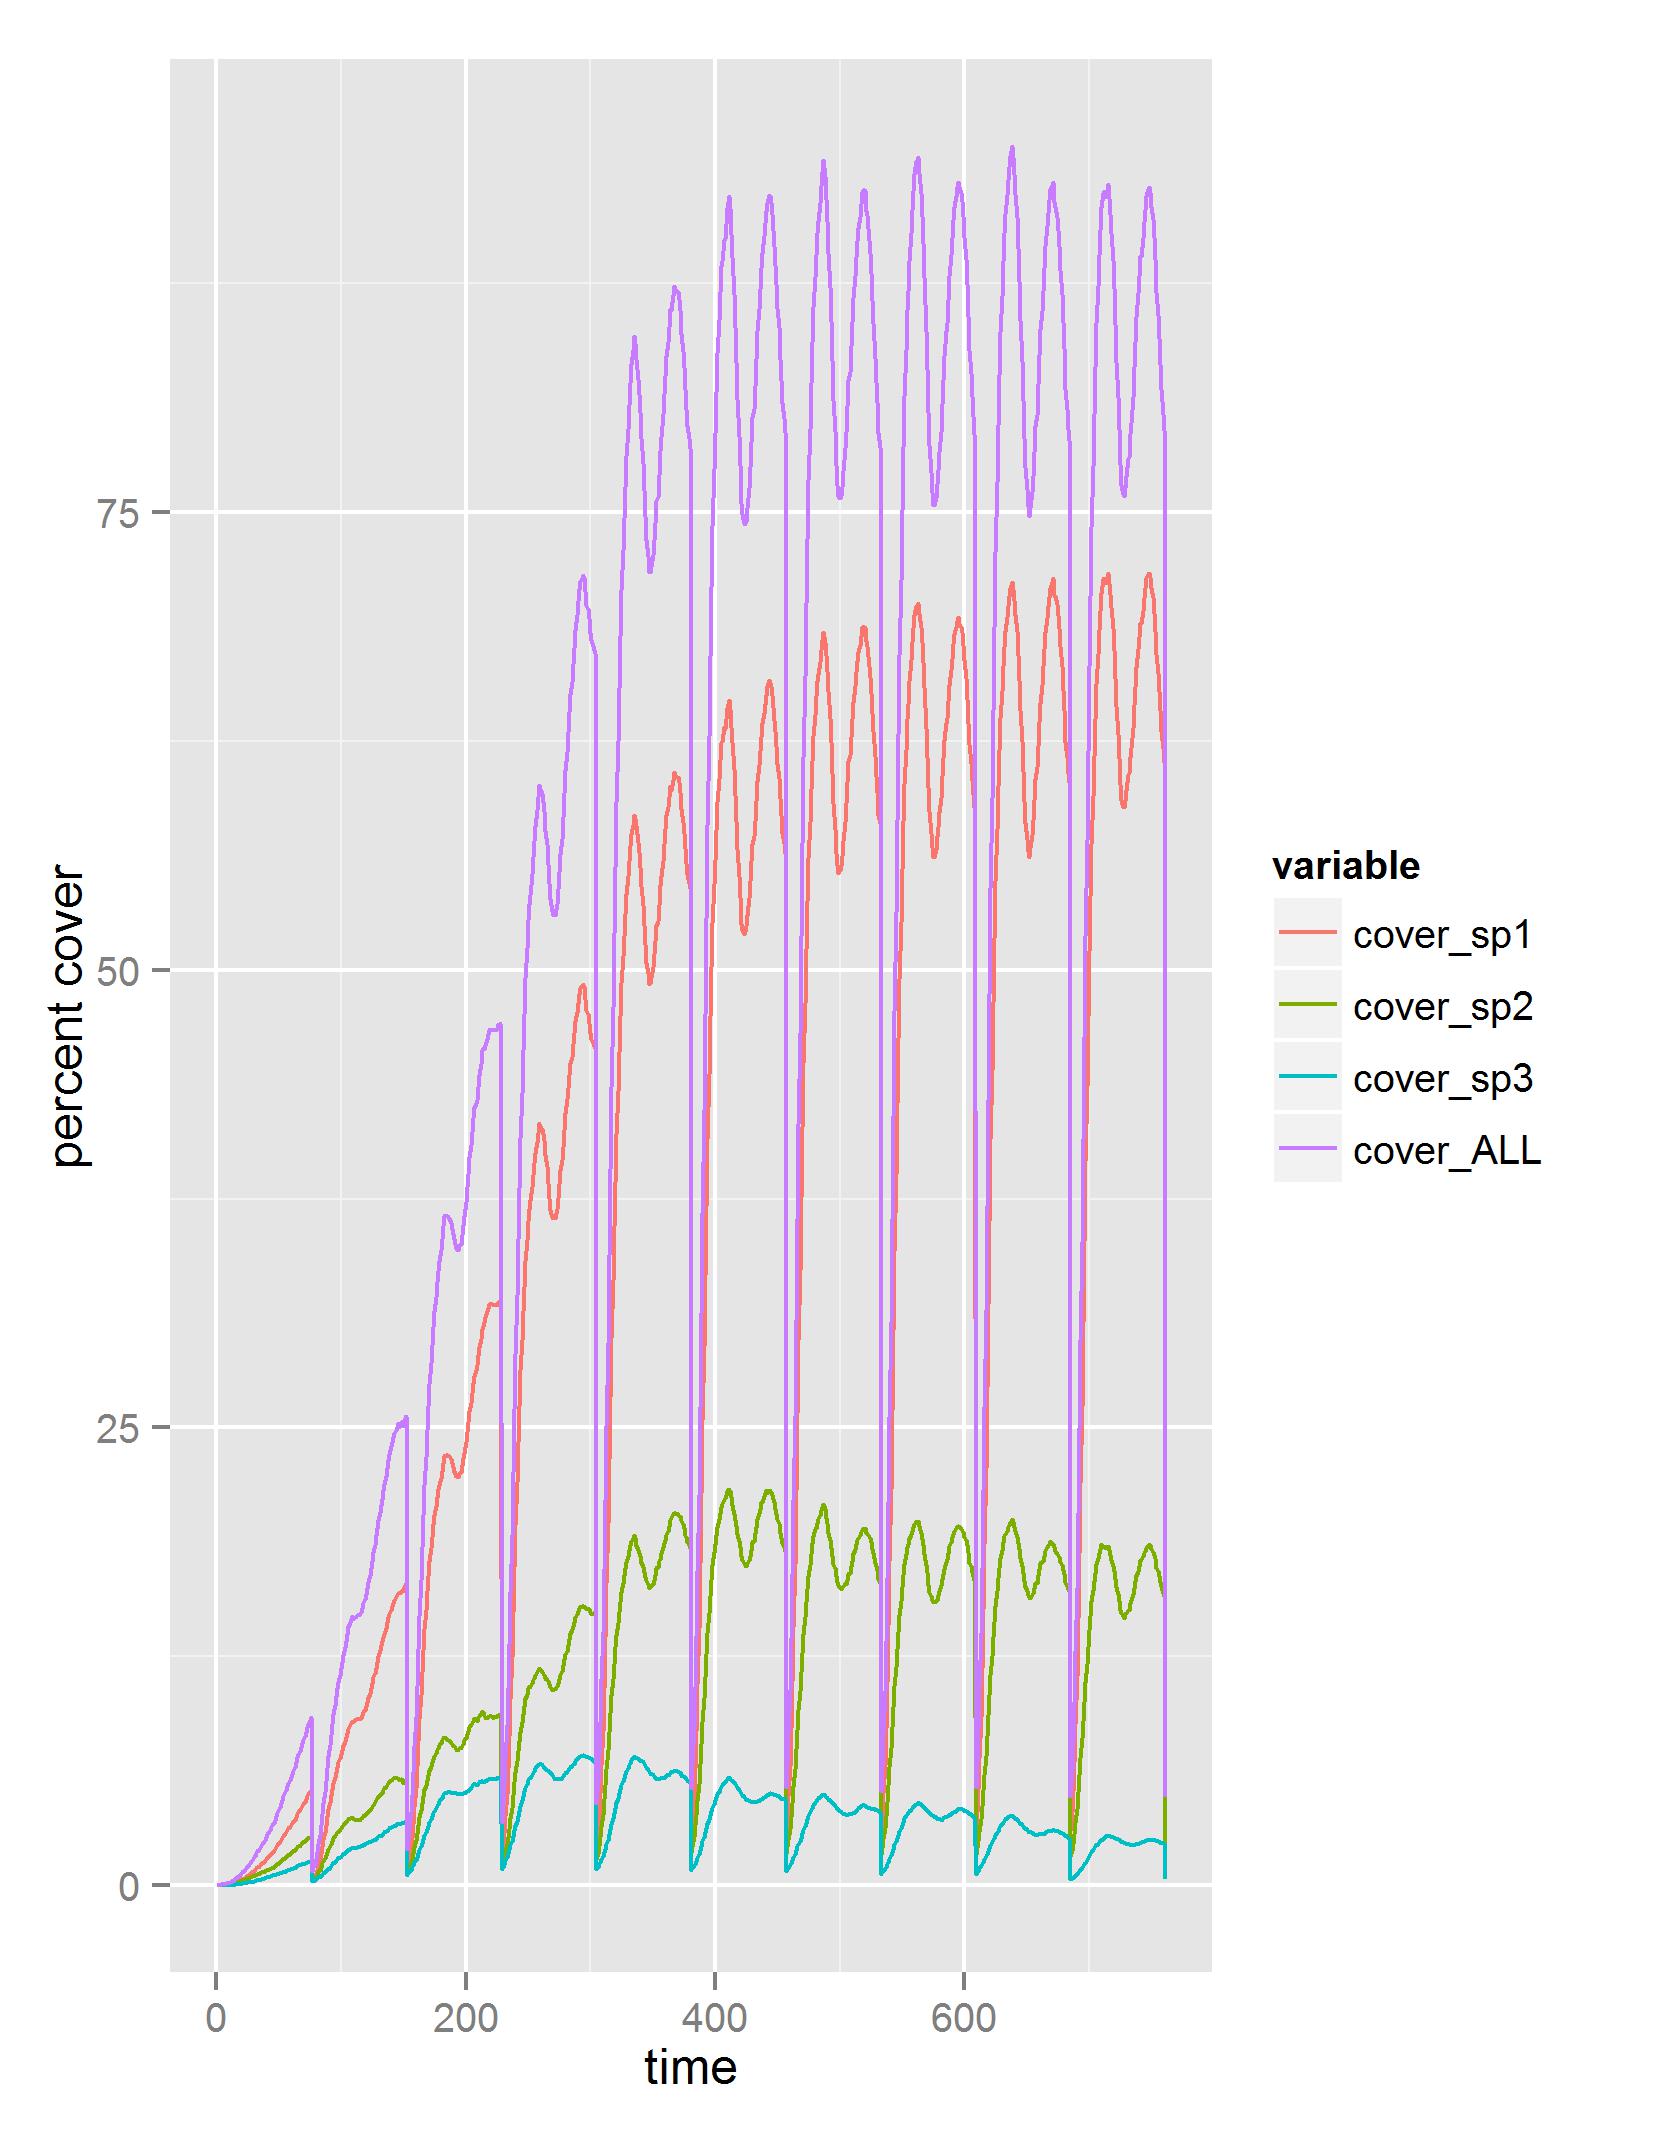 percent cover
75
50
25
0
0 200 400 600
time
variable
cover_sp1
cover_sp2
cover_sp3
cover_ALL